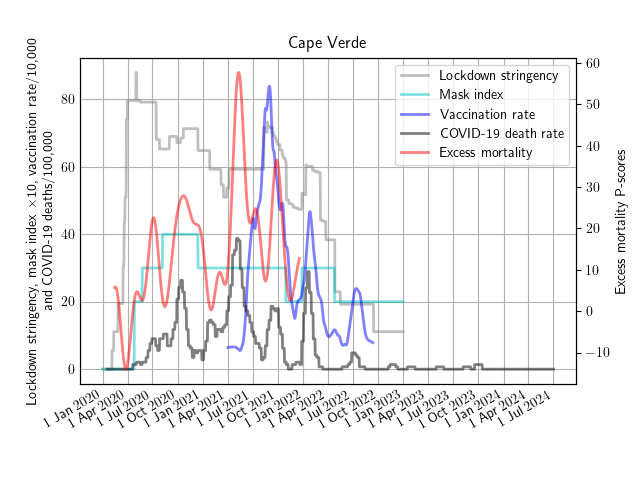 Cape Verde
Lockdown stringency, mask index ×10, vaccination rate/10,000
and COVID-19 deaths/100,000
0
20
40
60
80
Lockdown stringency
Mask index
Vaccination rate
COVID-19 death rate
Excess mortality
60
50
40
30
20
10
0
−10
Excess mortality P-scores
1 Jan 2020
1 Apr 2020
1 Jul 2020
1 Oct 2020
1 Jan 2021
1 Apr 2021
1 Jul 2021
1 Oct 2021
1 Jan 2022
1 Apr 2022
1 Jul 2022
1 Oct 2022
1 Jan 2023
1 Apr 2023
1 Jul 2023
1 Oct 2023
1 Jan 2024
1 Apr 2024
1 Jul 2024